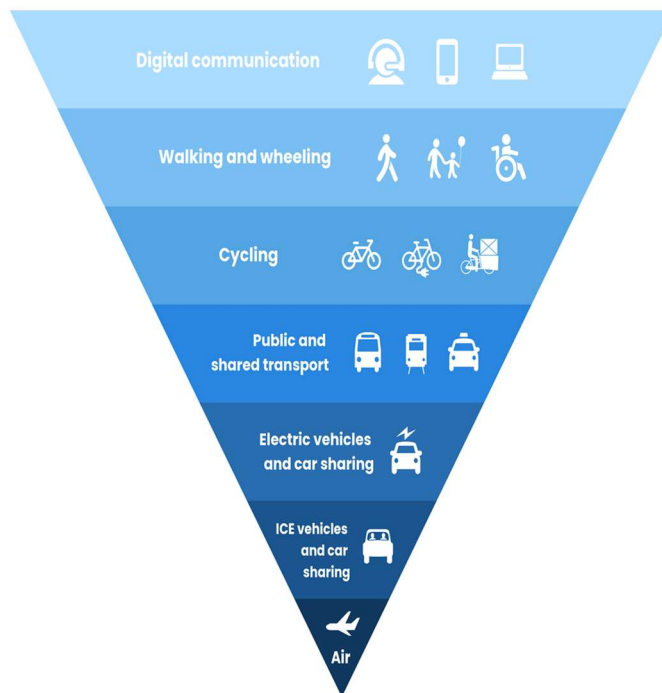 Digital communication
Walking and wheeling
Cycling
Public and
shared transport
Electric vehicles
and car sharing
ICE vehicles
and car
sharing
Air